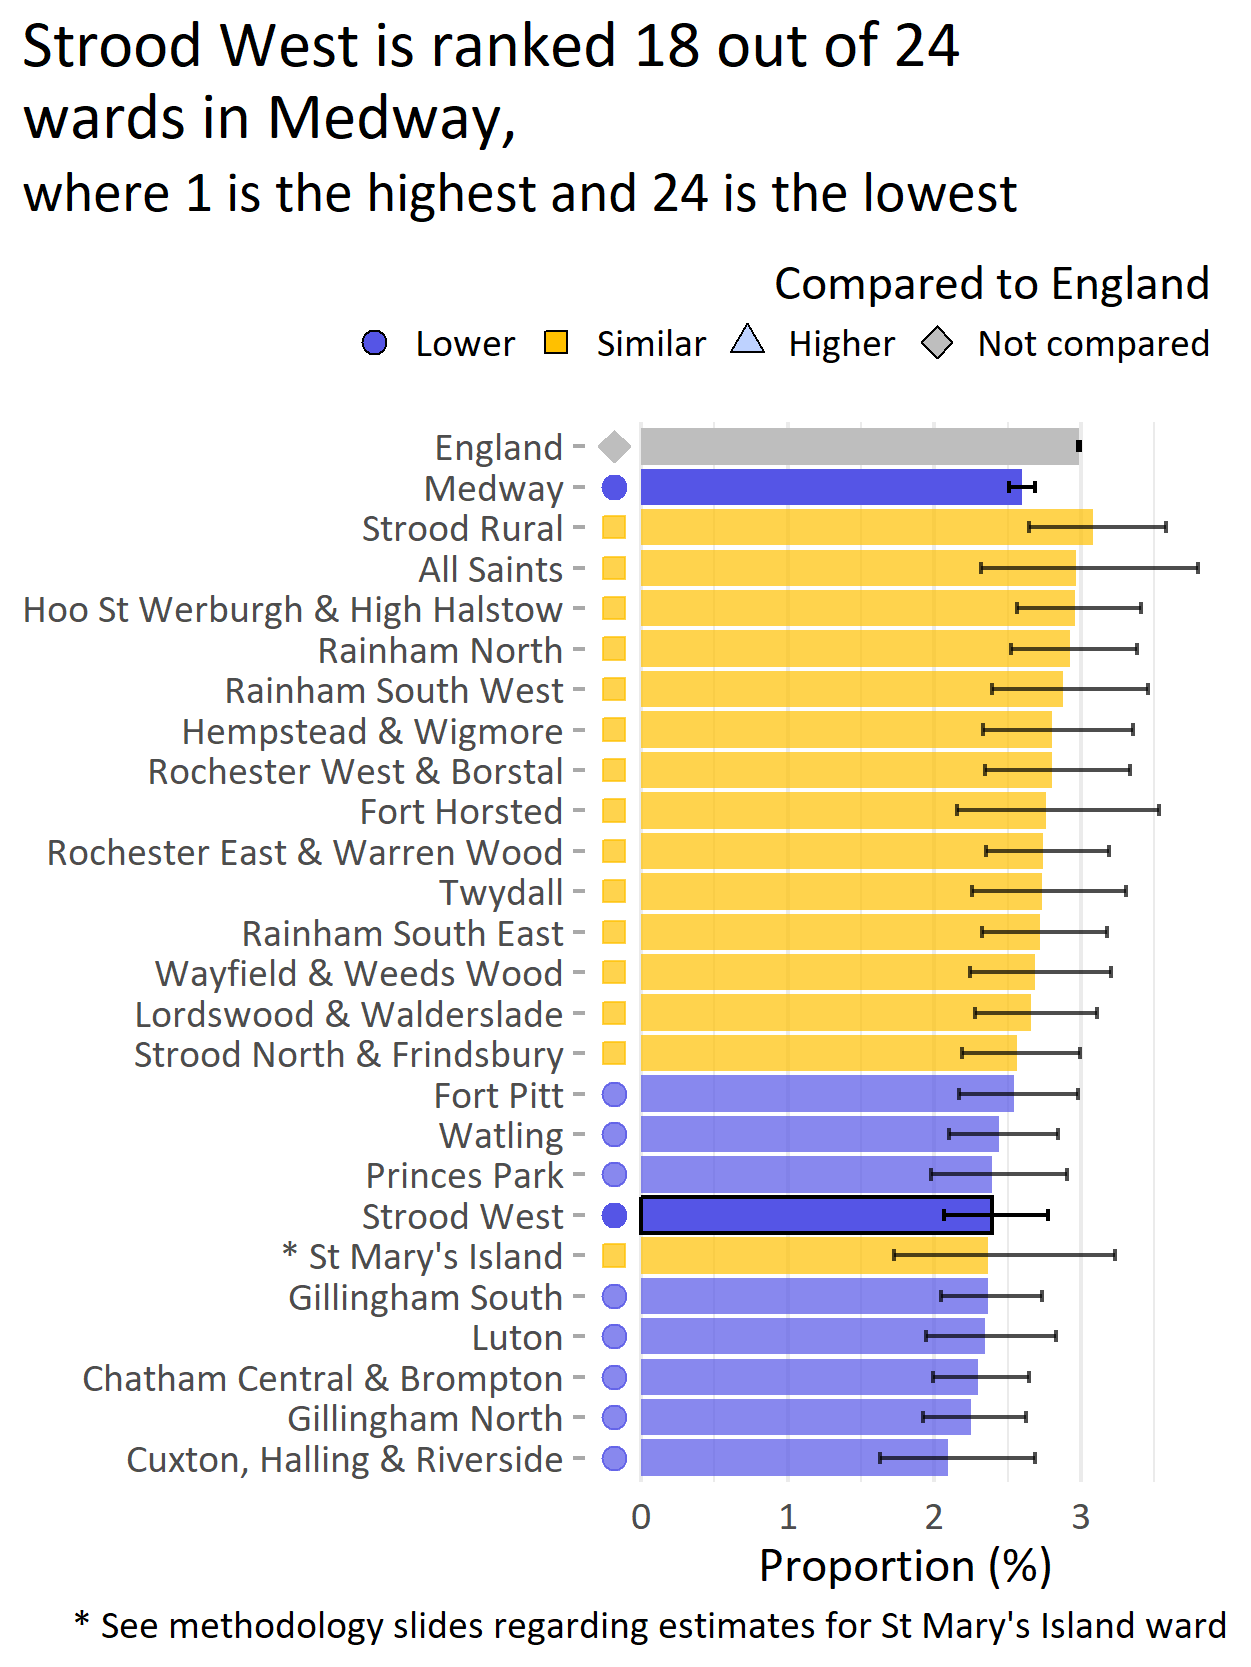 Strood West is ranked 18 out of 24
wards in Medway,
where 1 is the highest and 24 is the lowest
Compared to England
Lower Similar Higher Not compared
England
Medway
Strood Rural
All Saints
Hoo St Werburgh & High Halstow
Rainham North
Rainham South West
Hempstead & Wigmore
Rochester West & Borstal
Fort Horsted
Rochester East & Warren Wood
Twydall
Rainham South East
Wayfield & Weeds Wood
Lordswood & Walderslade
Strood North & Frindsbury
Fort Pitt
Watling
Princes Park
Strood West
* St Mary's Island
Gillingham South
Luton
Chatham Central & Brompton
Gillingham North
Cuxton, Halling & Riverside
0 1 2 3
Proportion (%)
* See methodology slides regarding estimates for St Mary's Island ward